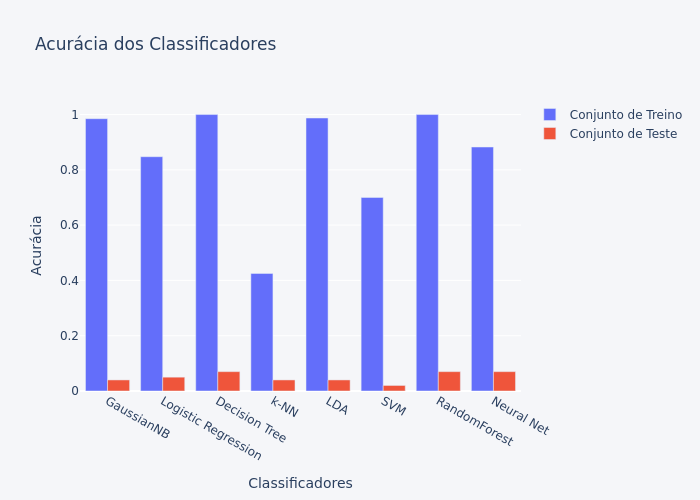 Acurácia dos Classificadores
Conjunto de Treino
Conjunto de Teste
Acurácia
1
0.8
0.6
0.4
0.2
0
GaussianNB
Logistic Regression
Decision Tree
k-NN
LDA
SVM
RandomForest
Neural Net
Classificadores